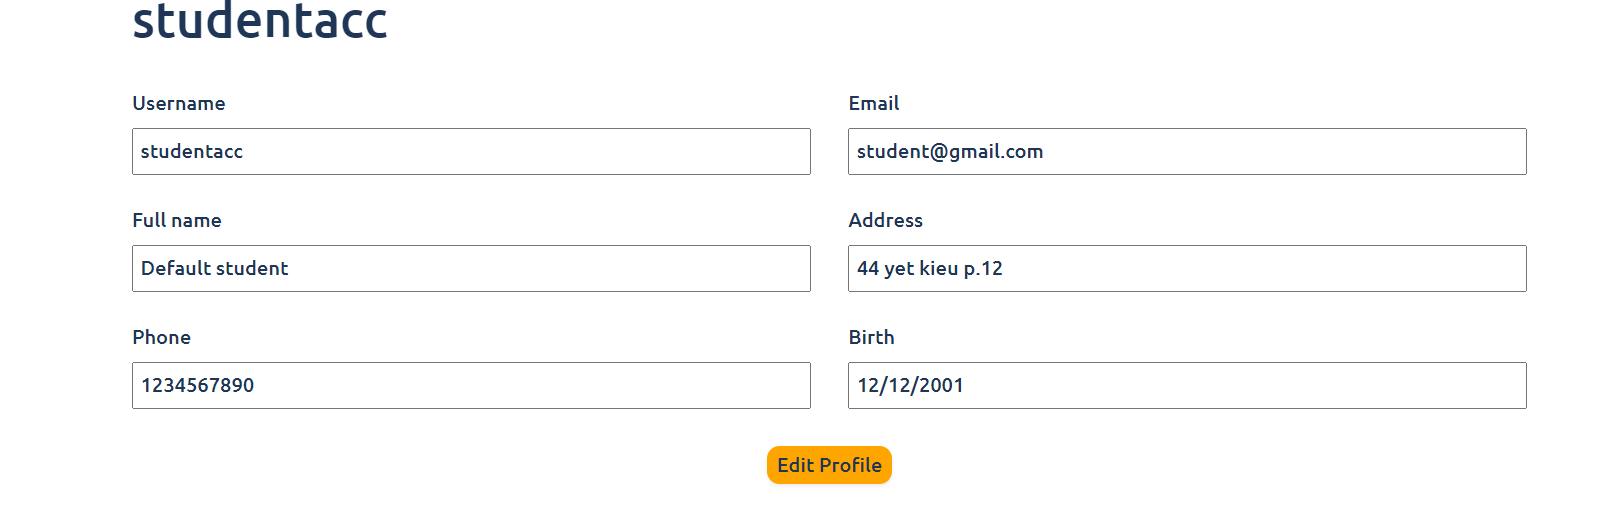 studentacc
Username
Email
studentacc
student@gmail.com
Full name
Address
Default student
44 yet kieu p.12
Phone
Birth
1234567890
12/12/2001
Edit Profile